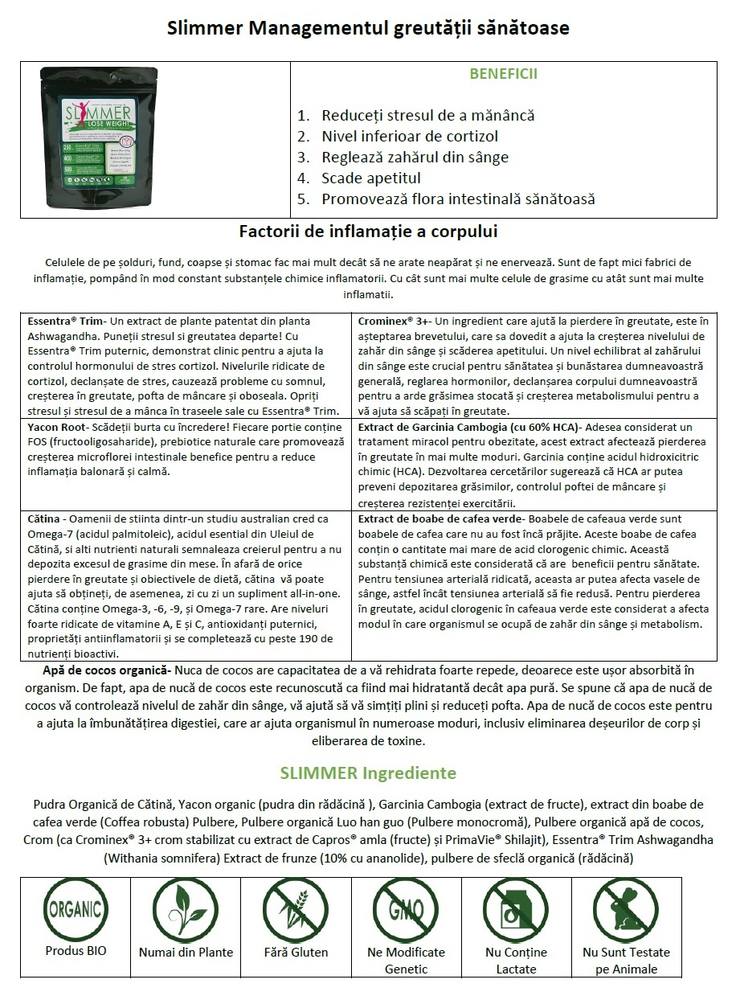 Slimmer Managementul greutății sănătoase
SLIMMER
LOSE WEIGHT
250
400
500
BENEFICII
1. Reduceți stresul de a mănâncă
2. Nivel inferior de cortizol
3. Reglează zahărul din sânge
4. Scade apetitul
5. Promovează flora intestinală sănătoasă
Factorii de inflamație a corpului
Celulele de pe șolduri, fund, coapse și stomac fac mai mult decât să ne arate neapărat și ne enervează. Sunt de fapt mici fabrici de
inflamație, pompând în mod constant substanțele chimice inflamatorii. Cu cât sunt mai multe celule de grasime cu atât sunt mai multe
inflamatii.
Essentra® Trim- Un extract de plante patentat din planta
Ashwagandha. Puneții stresul si greutatea departe! Cu
Essentra® Trim puternic, demonstrat clinic pentru a ajuta la
controlul hormonului de stres cortizol. Nivelurile ridicate de
cortizol, declanșate de stres, cauzează probleme cu somnul,
creșterea în greutate, pofta de mâncare și oboseala. Opriți
stresul și stresul de a mânca în traseele sale cu Essentra® Trim.
Crominex® 3+- Un ingredient care ajută la pierdere în greutate, este în
așteptarea brevetului, care sa dovedit a ajuta la creșterea nivelului de
zahăr din sânge și scăderea apetitului. Un nivel echilibrat al zahărului
din sânge este crucial pentru sănătatea și bunăstarea dumneavoastră
generală, reglarea hormonilor, declanșarea corpului dumneavoastră
pentru a arde grăsimea stocată și creșterea metabolismului pentru a
vă ajuta să scăpați în greutate.
Yacon Root- Scădeții burta cu încredere! Fiecare portie conține
FOS (fructooligosaharide), prebiotice naturale care promovează
creșterea microflorei intestinale benefice pentru a reduce
inflamația balonară și calmă.
Extract de Garcinia Cambogia (cu 60% HCA)- Adesea considerat un
tratament miracol pentru obezitate, acest extract afectează pierderea
în greutate în mai multe moduri. Garcinia conține acidul hidroxicitric
chimic (HCA). Dezvoltarea cercetărilor sugerează că HCA ar putea
preveni depozitarea grăsimilor, controlul poftei de mâncare și
creșterea rezistenței exercitării.
Cătina - Oamenii de stiinta dintr-un studiu australian cred ca
Omega-7 (acidul palmitoleic), acidul esential din Uleiul de
Cătină, si alti nutrienti naturali semnaleaza creierul pentru a nu
depozita excesul de grasime din mese. În afară de orice
pierdere în greutate și obiectivele de dietă, cătina vă poate
ajuta să obțineți, de asemenea, zi cu zi un supliment all-in-one.
Cătina conține Omega-3, -6, -9, și Omega-7 rare. Are niveluri
foarte ridicate de vitamine A, E și C, antioxidanți puternici,
proprietăți antiinflamatorii și se completează cu peste 190 de
nutrienți bioactivi.
Extract de boabe de cafea verde- Boabele de cafeaua verde sunt
boabele de cafea care nu au fost încă prăjite. Aceste boabe de cafea
conțin o cantitate mai mare de acid clorogenic chimic. Această
substanță chimică este considerată că are beneficii pentru sănătate.
Pentru tensiunea arterială ridicată, aceasta ar putea afecta vasele de
sânge, astfel încât tensiunea arterială să fie redusă. Pentru pierderea
în greutate, acidul clorogenic în cafeaua verde este considerat a afecta
modul în care organismul se ocupă de zahăr din sânge și metabolism.
Apă de cocos organică- Nuca de cocos are capacitatea de a vă rehidrata foarte repede, deoarece este ușor absorbită în
organism. De fapt, apa de nucă de cocos este recunoscută ca fiind mai hidratantă decât apa pură. Se spune că apa de nucă de
cocos vă controlează nivelul de zahăr din sânge, vă ajută să vă simțiți plini și reduceți pofta. Apa de nucă de cocos este pentru
a ajuta la îmbunătățirea digestiei, care ar ajuta organismul în numeroase moduri, inclusiv eliminarea deșeurilor de corp și
eliberarea de toxine.
SLIMMER Ingrediente
Pudra Organică de Cătină, Yacon organic (pudra din rădăcină ), Garcinia Cambogia (extract de fructe), extract din boabe de
cafea verde (Coffea robusta) Pulbere, Pulbere organică Luo han guo (Pulbere monocromă), Pulbere organică apă de cocos,
Crom (ca Crominex® 3+ crom stabilizat cu extract de Capros® amla (fructe) și PrimaVie® Shilajit), Essentra® Trim Ashwagandha
(Withania somnifera) Extract de frunze (10% cu ananolide), pulbere de sfeclă organică (rădăcină)
ORGANIC
GMO
Produs BIO
Numai din Plante
Fără Gluten
Ne Modificate
Genetic
Nu Conține
Lactate
Nu Sunt Testate
pe Animale